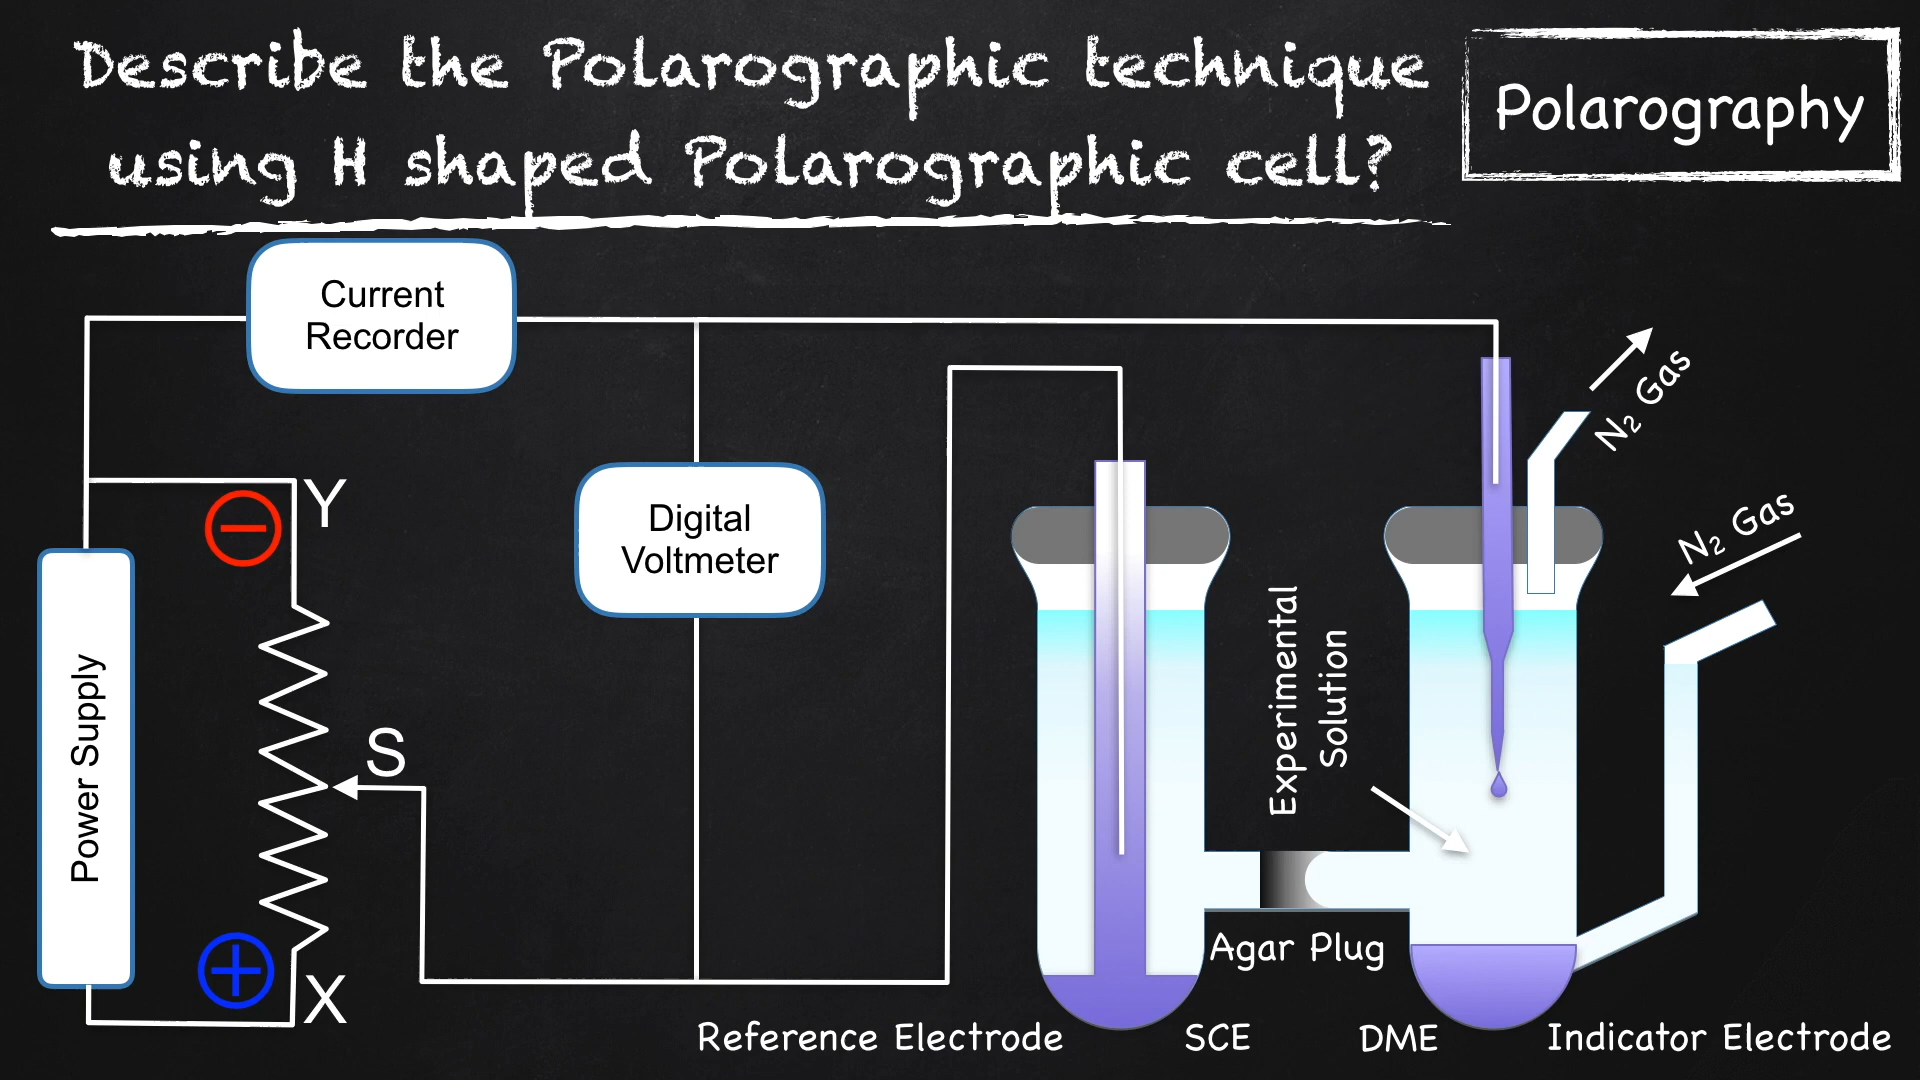 Describe the Polarographic technique
using H shaped Polarographic cell?
Polarography
Current
Recorder
Digital
Voltmeter
Power Supply
Y
S
X
N₂ Gas
N₂ Gas
Experimental
Solution
Agar Plug
Reference Electrode
SCE
DME
Indicator Electrode